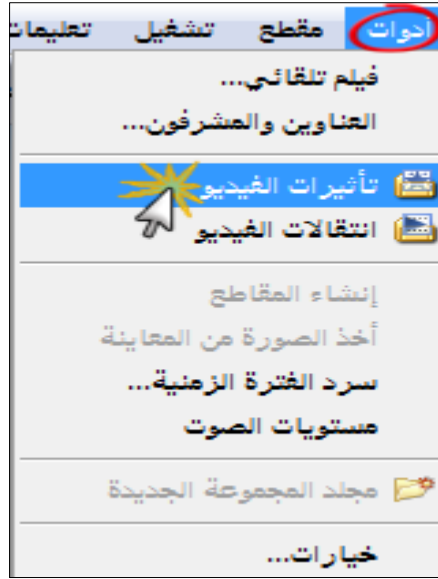 أدوات مقطع تشغيل تعليمات
فيلم تلقائي...
العناوين والمشرفون...
تأثيرات الفيديو
انتقالات الفيديو
إنشاء المقاطع
أخذ الصورة من المعاينة
سرد الفترة الزمنية...
مستويات الصوت
مجلد المجموعة الجديدة
خيارات...